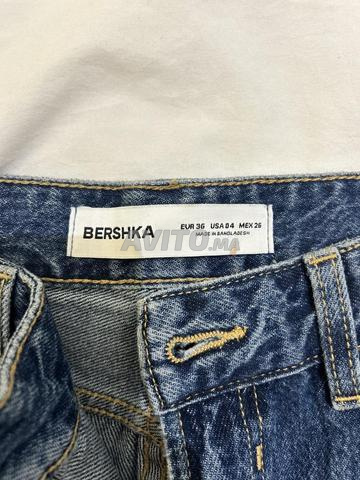 BERSHKA
EUR 36 USA 04 MEX 26
MADE IN BANGLADESH
AVITO.ma